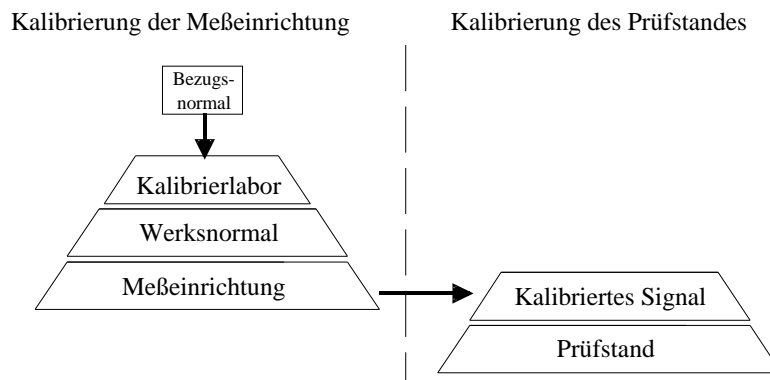 Kalibrierung der Meßeinrichtung
Kalibrierung des Prüfstandes
Bezugs-
normal
Kalibrierlabor
Werksnormal
Meßeinrichtung
Kalibriertes Signal
Prüfstand